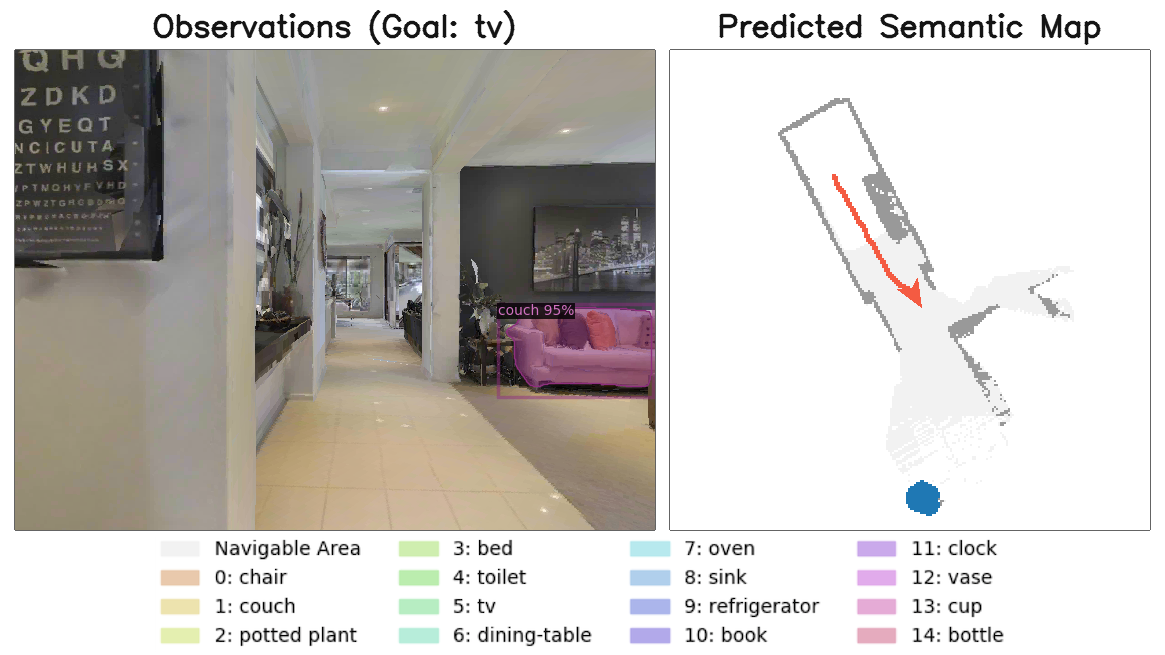 Observations (Goal: tv)
Predicted Semantic Map
Q H G
ZDKD
GYEQT
NCICUTA
ZTWHUHSX
couch 95%
Navigable Area
0: chair
1: couch
2: potted plant
3: bed
4: toilet
5: tv
6: dining-table
7: oven
8: sink
9: refrigerator
10: book
11: clock
12: vase
13: cup
14: bottle